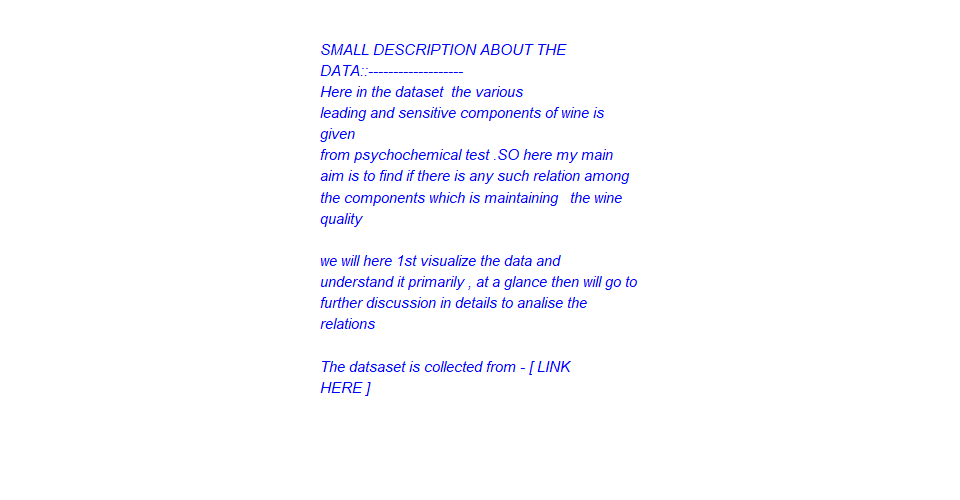 SMALL DESCRIPTION ABOUT THE
DATA::-------------------
Here in the dataset  the various
leading and sensitive components of wine is
given
from psychochemical test .SO here my main
aim is to find if there is any such relation among
the components which is maintaining   the wine
quality
we will here 1st visualize the data and
understand it primarily , at a glance then will go to
further discussion in details to analise the
relations
The datsaset is collected from - [ LINK
HERE ]